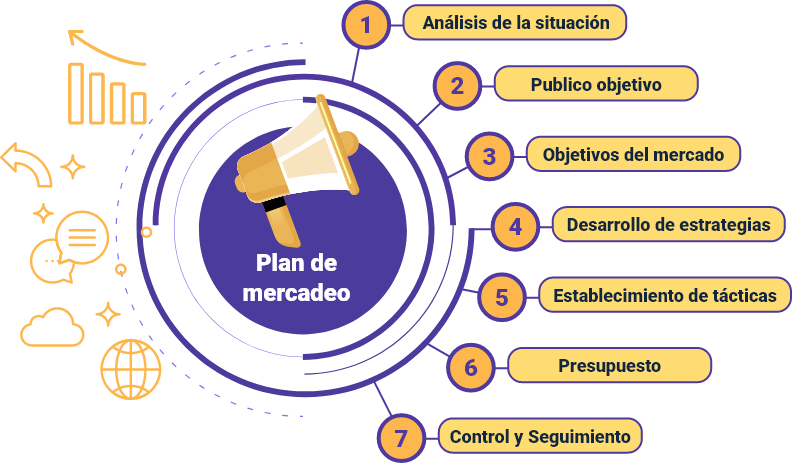 1 Análisis de la situación
2 Publico objetivo
3 Objetivos del mercado
4 Desarrollo de estrategias
5 Establecimiento de tácticas
6 Presupuesto
7 Control y Seguimiento
Plan de
mercadeo